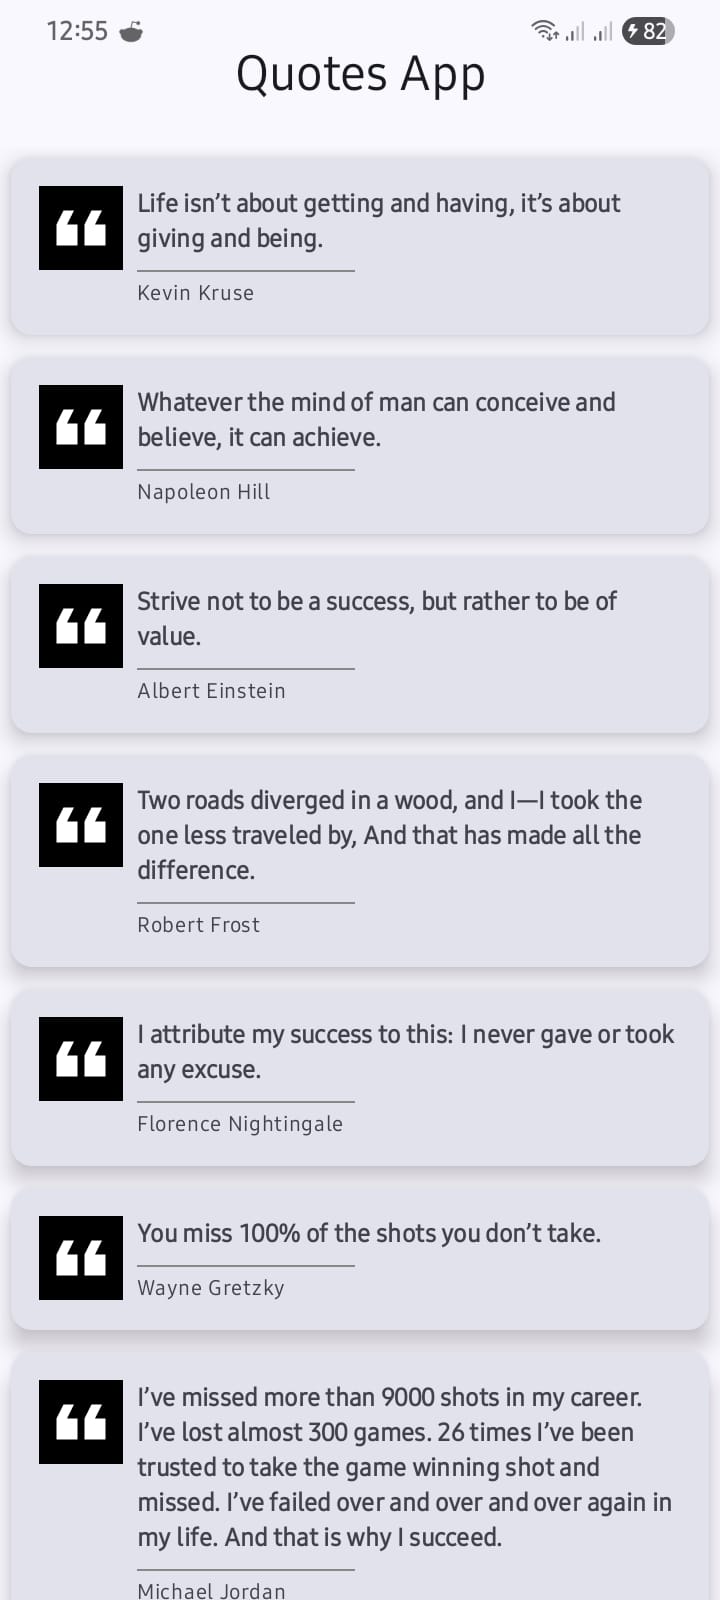 12:55
82
Quotes App
Life isn’t about getting and having, it’s about
giving and being.
Kevin Kruse
Whatever the mind of man can conceive and
believe, it can achieve.
Napoleon Hill
Strive not to be a success, but rather to be of
value.
Albert Einstein
Two roads diverged in a wood, and I—I took the
one less traveled by, And that has made all the
difference.
Robert Frost
I attribute my success to this: I never gave or took
any excuse.
Florence Nightingale
You miss 100% of the shots you don’t take.
Wayne Gretzky
I’ve missed more than 9000 shots in my career.
I’ve lost almost 300 games. 26 times I’ve been
trusted to take the game winning shot and
missed. I’ve failed over and over and over again in
my life. And that is why I succeed.
Michael Jordan